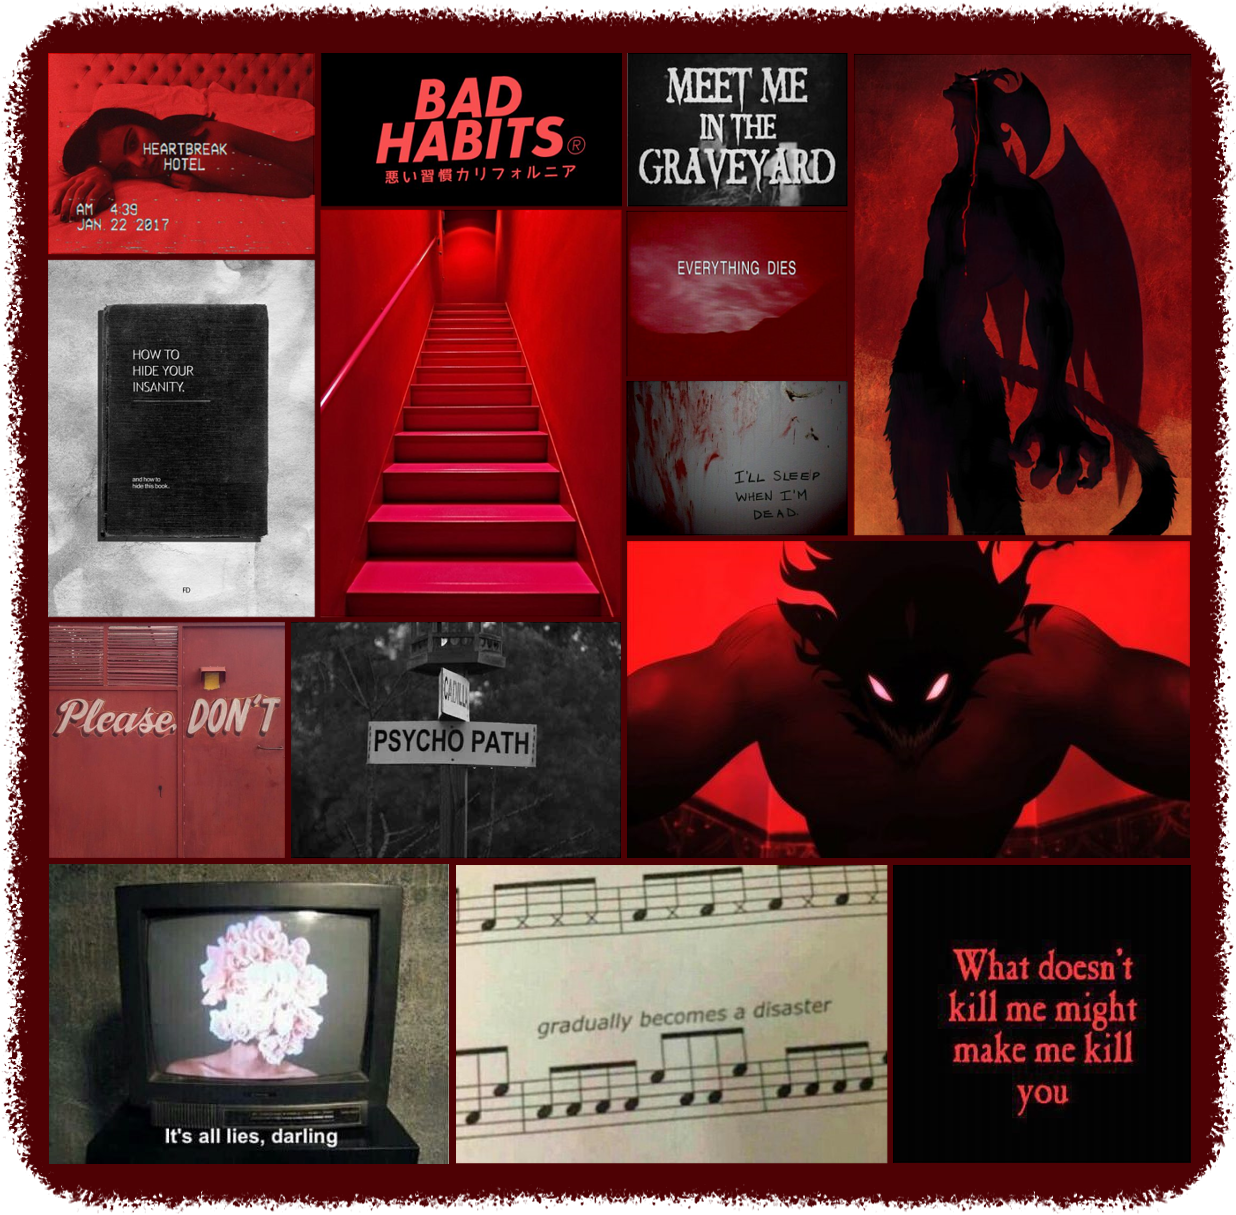 HEARTBREAK
HOTEL
AM 4:39
JAN. 22 2017
BAD
HABITS®
悪い習慣カリフォルニア
MEET ME
IN THE
GRAVEYARD
EVERYTHING DIES
HOW TO
HIDE YOUR
INSANITY.
and how to
hide this book.
FD
I'LL SLEEP
WHEN I'M
DEAD.
Please, DON'T
CADILLA
PSYCHO PATH
It's all lies, darling
gradually becomes a disaster
What doesn't
kill me might
make me kill
you